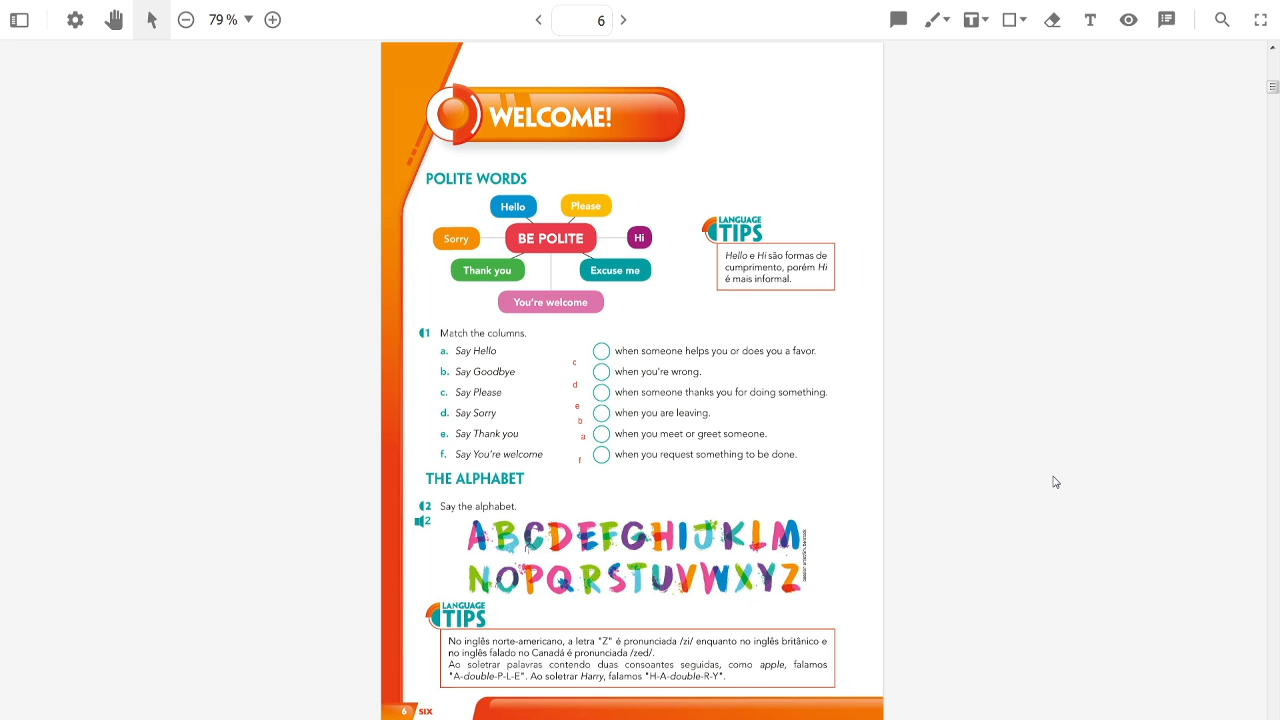 79 %
6
WELCOME!
POLITE WORDS
Hello
Please
Sorry
BE POLITE
Hi
Thank you
Excuse me
You're welcome
LANGUAGE
TIPS
Hello e Hi são formas de
cumprimento, porém Hi
é mais informal.
1 Match the columns.
a. Say Hello
when someone helps you or does you a favor.
c
b. Say Goodbye
when you're wrong.
d
c. Say Please
when someone thanks you for doing something.
e
d. Say Sorry
when you are leaving.
b
e. Say Thank you
a
when you meet or greet someone.
f. Say You're welcome
f
when you request something to be done.
THE ALPHABET
2 Say the alphabet.
2
ABCDEFGHIJKLM
NOPQRSTUVWXYZ
LANGUAGE
TIPS
No inglês norte-americano, a letra "Z" é pronunciada /zi/ enquanto no inglês britânico e
no inglês falado no Canadá é pronunciada /zed/.
Ao soletrar palavras contendo duas consoantes seguidas, como apple, falamos
"A-double-P-L-E". Ao soletrar Harry, falamos "H-A-double-R-Y".
6 SIX